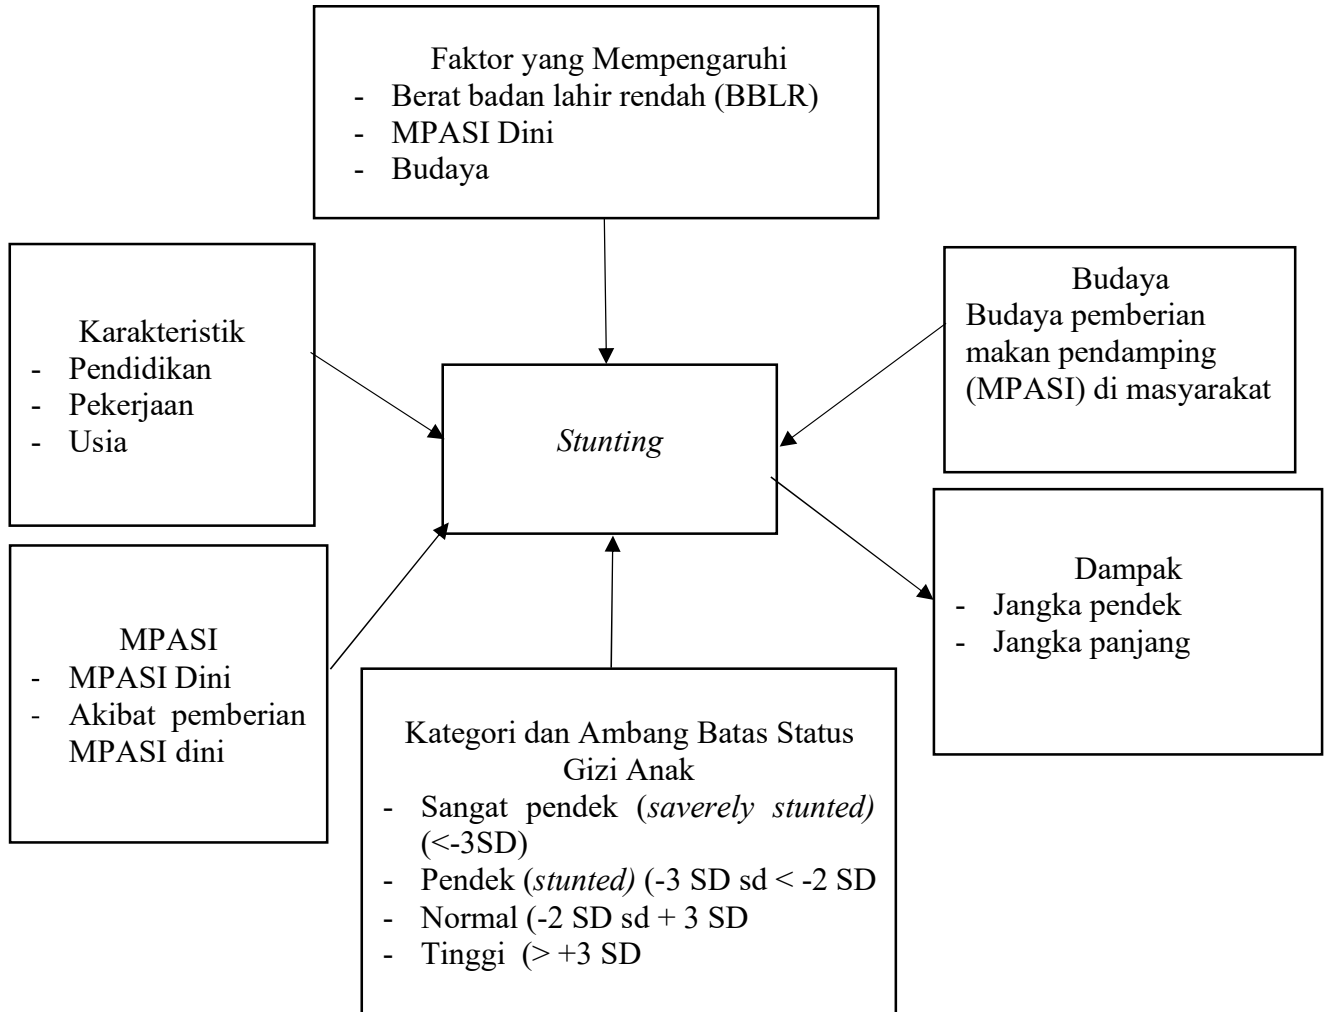 Faktor yang Mempengaruhi
- Berat badan lahir rendah (BBLR)
- MPASI Dini
- Budaya
Karakteristik
- Pendidikan
- Pekerjaan
- Usia
Budaya
Budaya pemberian
makan pendamping
(MPASI) di masyarakat
Stunting
MPASI
- MPASI Dini
- Akibat pemberian
MPASI dini
Dampak
- Jangka pendek
- Jangka panjang
Kategori dan Ambang Batas Status
Gizi Anak
- Sangat pendek (saverely stunted)
(<-3SD)
- Pendek (stunted) (-3 SD sd < -2 SD
- Normal (-2 SD sd + 3 SD
- Tinggi (> +3 SD